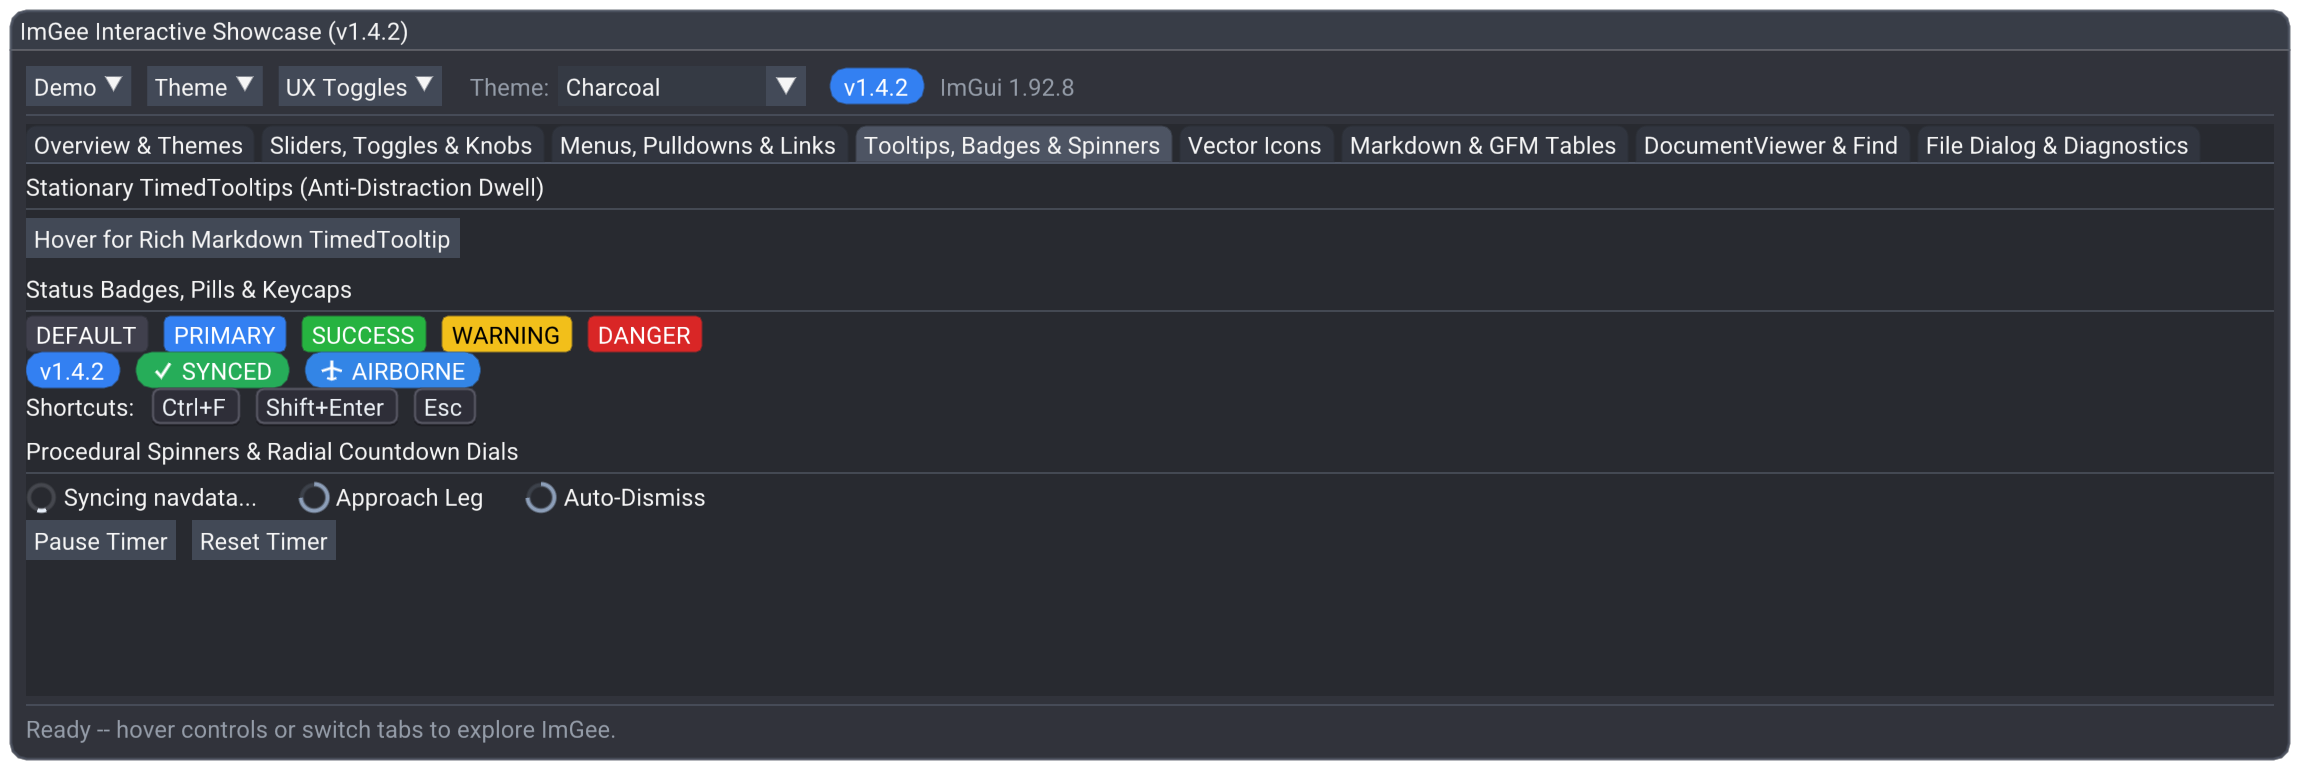 ImGee Interactive Showcase (v1.4.2)
Demo Theme UX Toggles Theme: Charcoal v1.4.2 ImGui 1.92.8
Overview & Themes Sliders, Toggles & Knobs Menus, Pulldowns & Links Tooltips, Badges & Spinners Vector Icons Markdown & GFM Tables DocumentViewer & Find File Dialog & Diagnostics
Stationary TimedTooltips (Anti-Distraction Dwell)
Hover for Rich Markdown TimedTooltip
Status Badges, Pills & Keycaps
DEFAULT PRIMARY SUCCESS WARNING DANGER
v1.4.2 SYNCED AIRBORNE
Shortcuts: Ctrl+F Shift+Enter Esc
Procedural Spinners & Radial Countdown Dials
Syncing navdata... Approach Leg Auto-Dismiss
Pause Timer Reset Timer
Ready -- hover controls or switch tabs to explore ImGee.